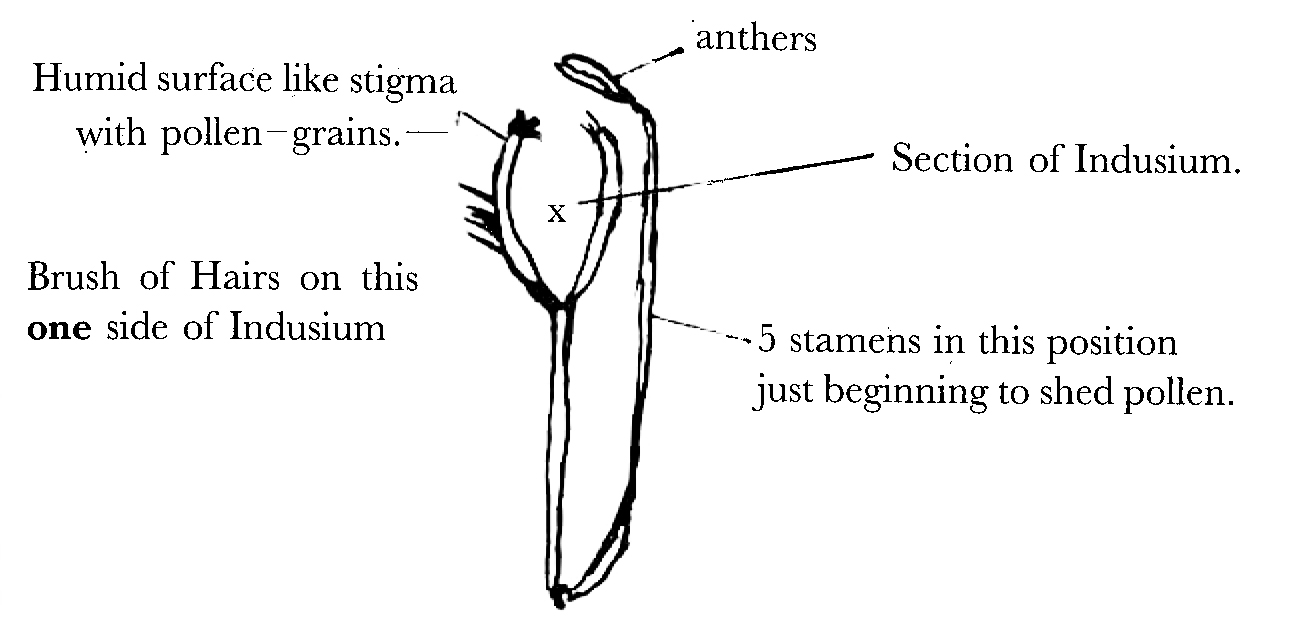 anthers
Humid surface like stigma
with pollen–grains.—
Section of Indusium.
x
Brush of Hairs on this
one side of Indusium
5 stamens in this position
just beginning to shed pollen.